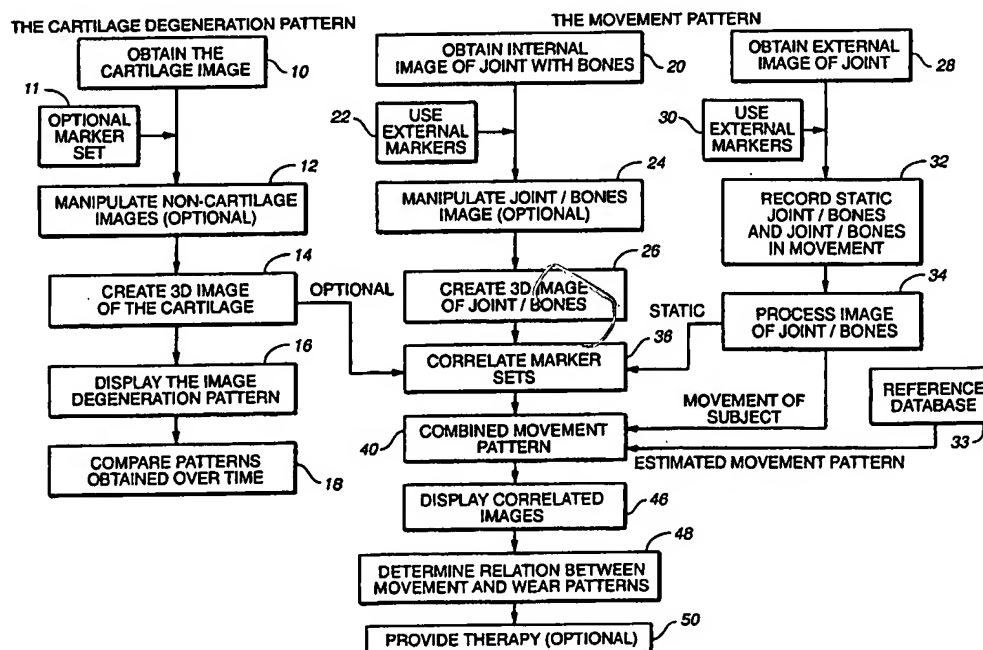 THE CARTILAGE DEGENERATION PATTERN
OBTAIN THE
CARTILAGE IMAGE
10
11
OPTIONAL
MARKER
SET
12
MANIPULATE NON-CARTILAGE
IMAGES (OPTIONAL)
14
CREATE 3D IMAGE
OF THE CARTILAGE
OPTIONAL
16
DISPLAY THE IMAGE
DEGENERATION PATTERN
COMPARE PATTERNS
OBTAINED OVER TIME
18
THE MOVEMENT PATTERN
OBTAIN INTERNAL
IMAGE OF JOINT WITH BONES
20
22
USE
EXTERNAL
MARKERS
24
MANIPULATE JOINT / BONES
IMAGE (OPTIONAL)
26
CREATE 3D IMAGE
OF JOINT / BONES
CORRELATE MARKER
SETS
36
40
COMBINED MOVEMENT
PATTERN
DISPLAY CORRELATED
IMAGES
46
48
DETERMINE RELATION BETWEEN
MOVEMENT AND WEAR PATTERNS
50
PROVIDE THERAPY (OPTIONAL)
OBTAIN EXTERNAL
IMAGE OF JOINT
28
30
USE
EXTERNAL
MARKERS
32
RECORD STATIC
JOINT / BONES
AND JOINT / BONES
IN MOVEMENT
34
PROCESS IMAGE
OF JOINT / BONES
STATIC
MOVEMENT OF
SUBJECT
REFERENCE
DATABASE
33
ESTIMATED MOVEMENT PATTERN